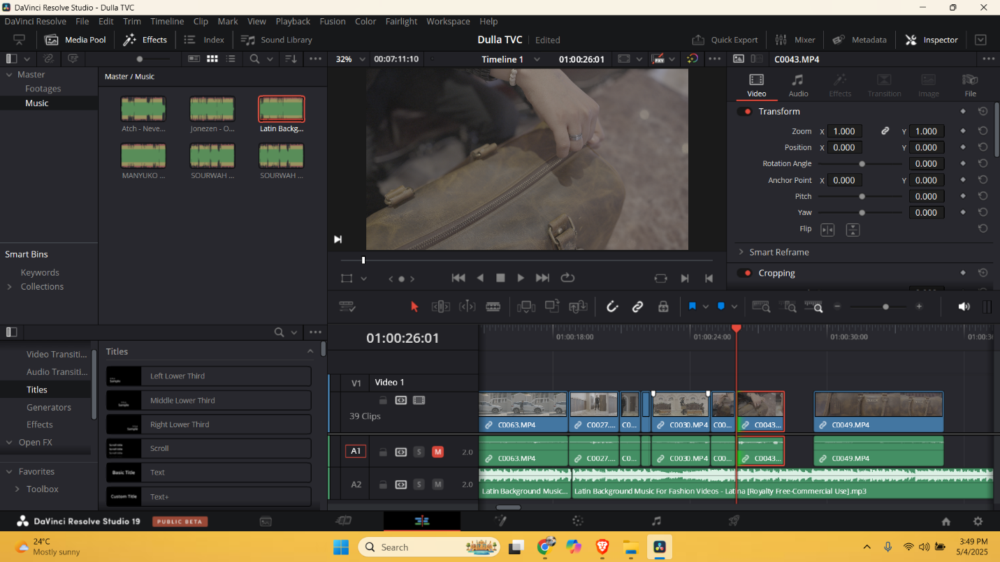 DaVinci Resolve Studio - Dulla TVC
DaVinci Resolve File Edit Trim Timeline Clip Mark View Playback Fusion Color Fairlight Workspace Help
Media Pool Effects Index Sound Library Dulla TVC Edited Quick Export Mixer Metadata Inspector
32% 00:07:11:10 Timeline 1 01:00:26:01 C0043.MP4
Master
Footages
Music
Master / Music
Atch - Neve... Jonezen - O... Latin Backg...
MANYUKO ... SOURWAH ... SOURWAH ...
Smart Bins
Keywords
Collections
Video Audio Effects Transition Image File
Transform
Zoom X 1.000 Y 1.000
Position X 0.000 Y 0.000
Rotation Angle 0.000
Anchor Point X 0.000 Y 0.000
Pitch 0.000
Yaw 0.000
Flip
Smart Reframe
Cropping
Video Transiti...
Audio Transiti...
Titles
Generators
Effects
Open FX
Favorites
Toolbox
Titles
Left Lower Third
Middle Lower Third
Right Lower Third
Scroll
Basic Title Text
Custom Title Text+
01:00:26:01
01:00:18:00 01:00:24:00 01:00:30:00
V1 Video 1
39 Clips
C0063.MP4 C0027.... C0... C0030.MP4 C00... C0043... C0049.MP4
A1 S M 2.0
C0063.MP4 C0027.... C0... C0030.MP4 C00... C0043... C0049.MP4
A2 S M 2.0
Latin Background Music... Latin Background Music For Fashion Videos - Latina [Royalty Free-Commercial Use].mp3
DaVinci Resolve Studio 19 PUBLIC BETA
24°C
Mostly sunny
Search
3:49 PM
5/4/2025